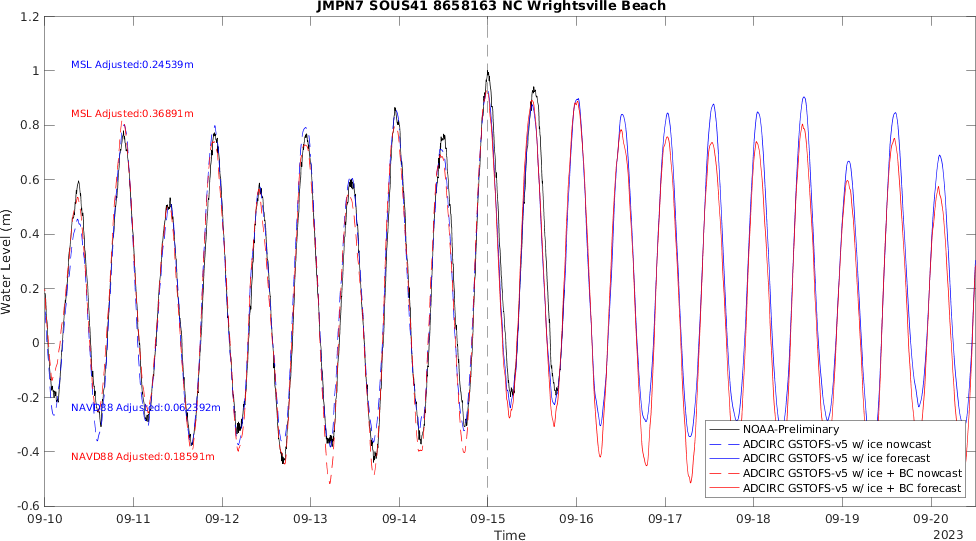 JMPN7 SOUS41 8658163 NC Wrightsville Beach
1.2
1
0.8
0.6
0.4
0.2
0
-0.2
-0.4
-0.6
Water Level (m)
MSL Adjusted:0.24539m
MSL Adjusted:0.36891m
NAVD88 Adjusted:0.062392m
NAVD88 Adjusted:0.18591m
NOAA-Preliminary
ADCIRC GSTOFS-v5 w/ ice nowcast
ADCIRC GSTOFS-v5 w/ ice forecast
ADCIRC GSTOFS-v5 w/ ice + BC nowcast
ADCIRC GSTOFS-v5 w/ ice + BC forecast
09-10 09-11 09-12 09-13 09-14 09-15 09-16 09-17 09-18 09-19 09-20
Time
2023